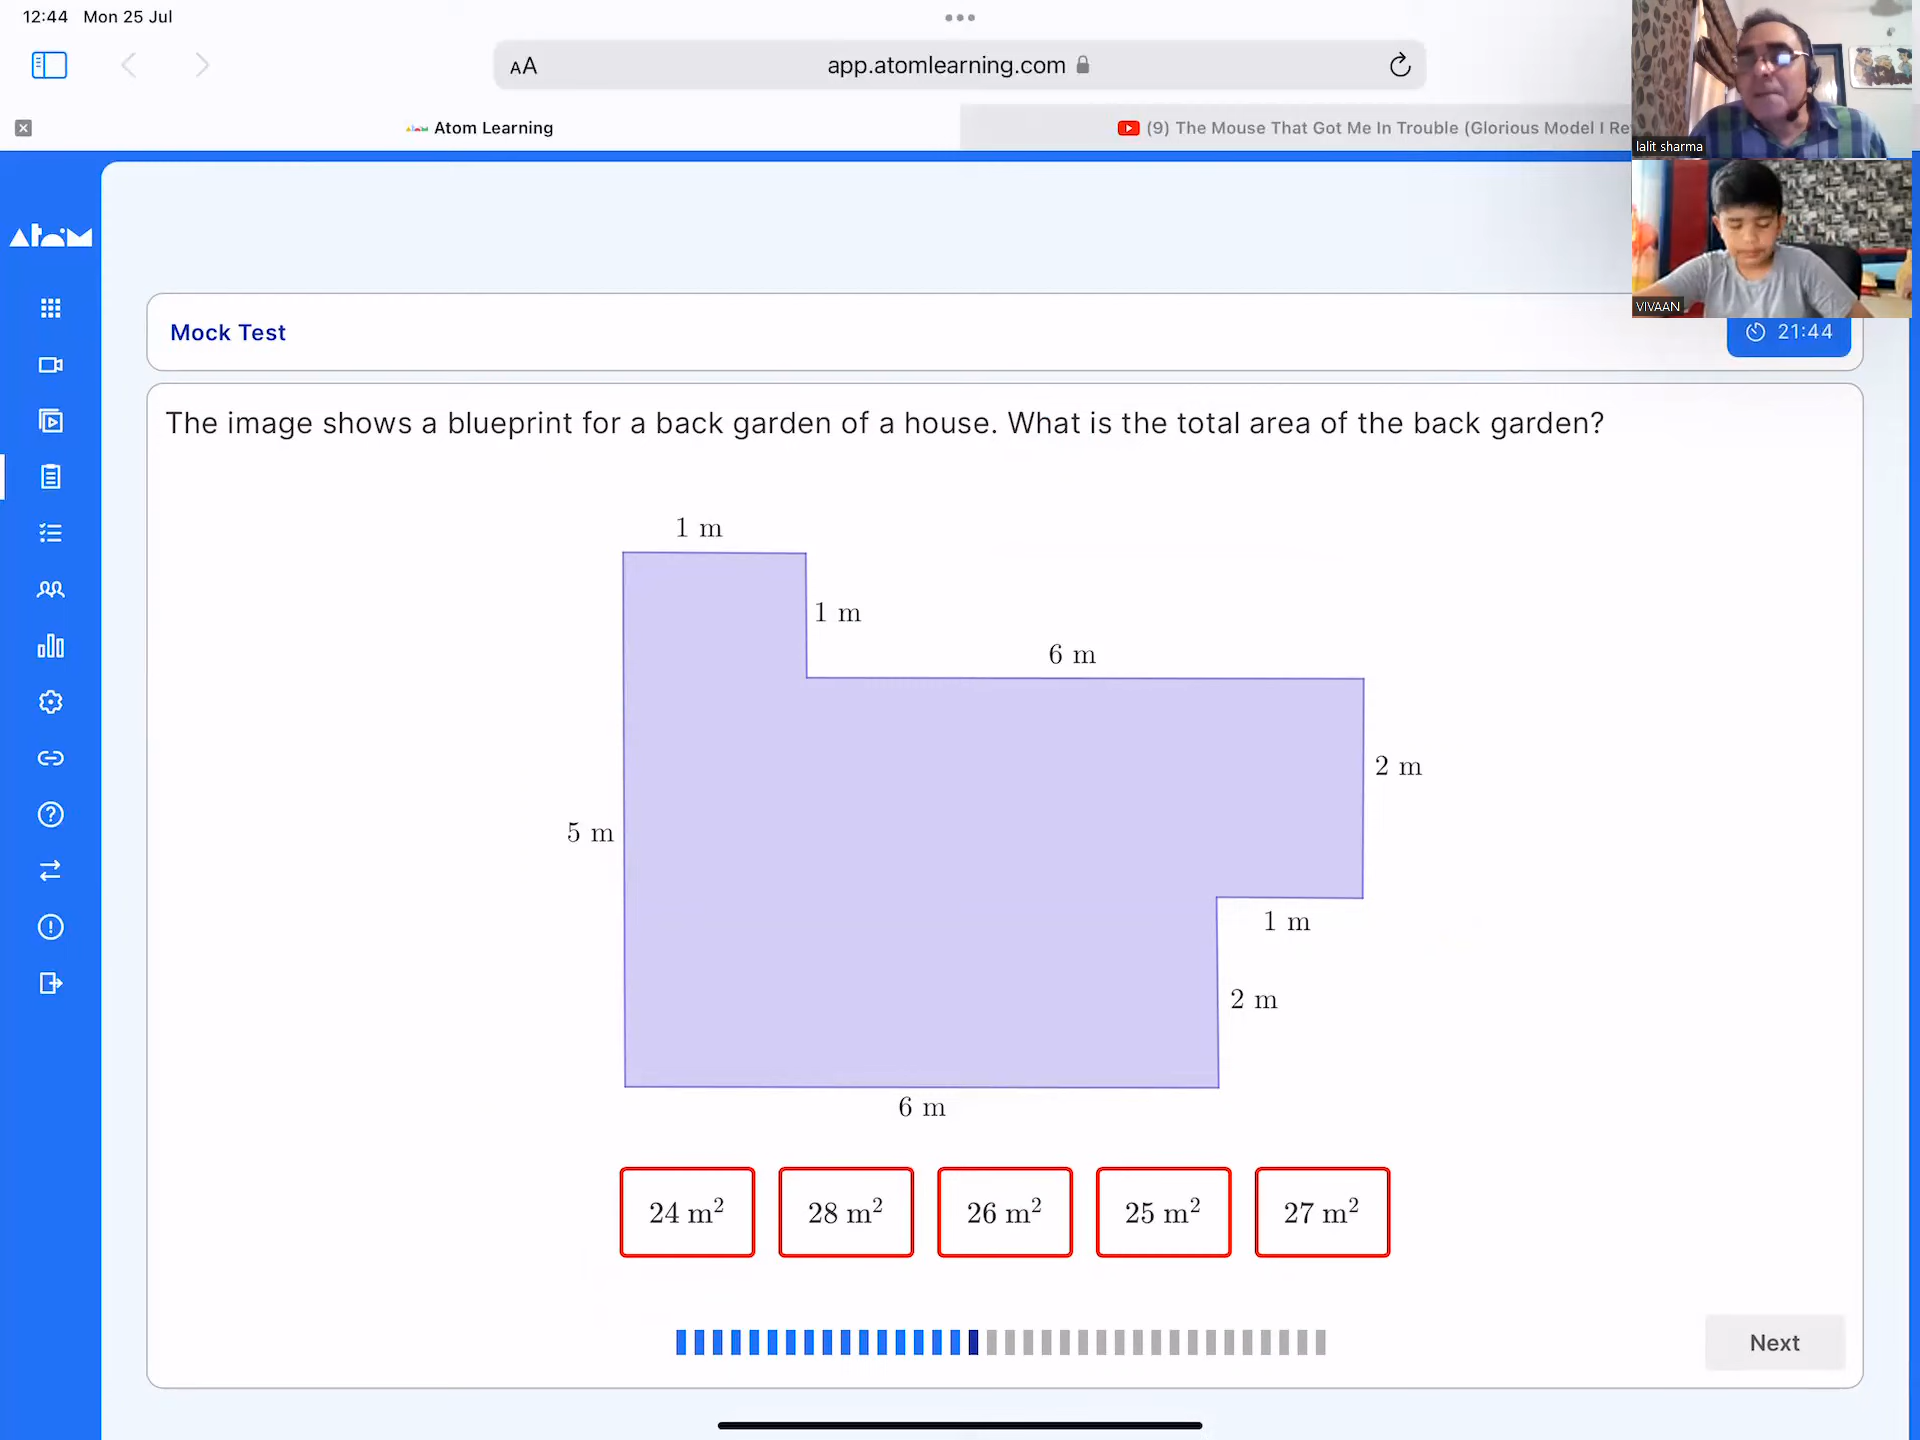 12:44 Mon 25 Jul
AA
app.atomlearning.com
Atom Learning
(9) The Mouse That Got Me In Trouble (Glorious Model I Re
lalit sharma
VIVAAN
Atom
Mock Test
21:44
The image shows a blueprint for a back garden of a house. What is the total area of the back garden?
1 m
1 m
6 m
2 m
5 m
1 m
2 m
6 m
24 m² 28 m² 26 m² 25 m² 27 m²
Next